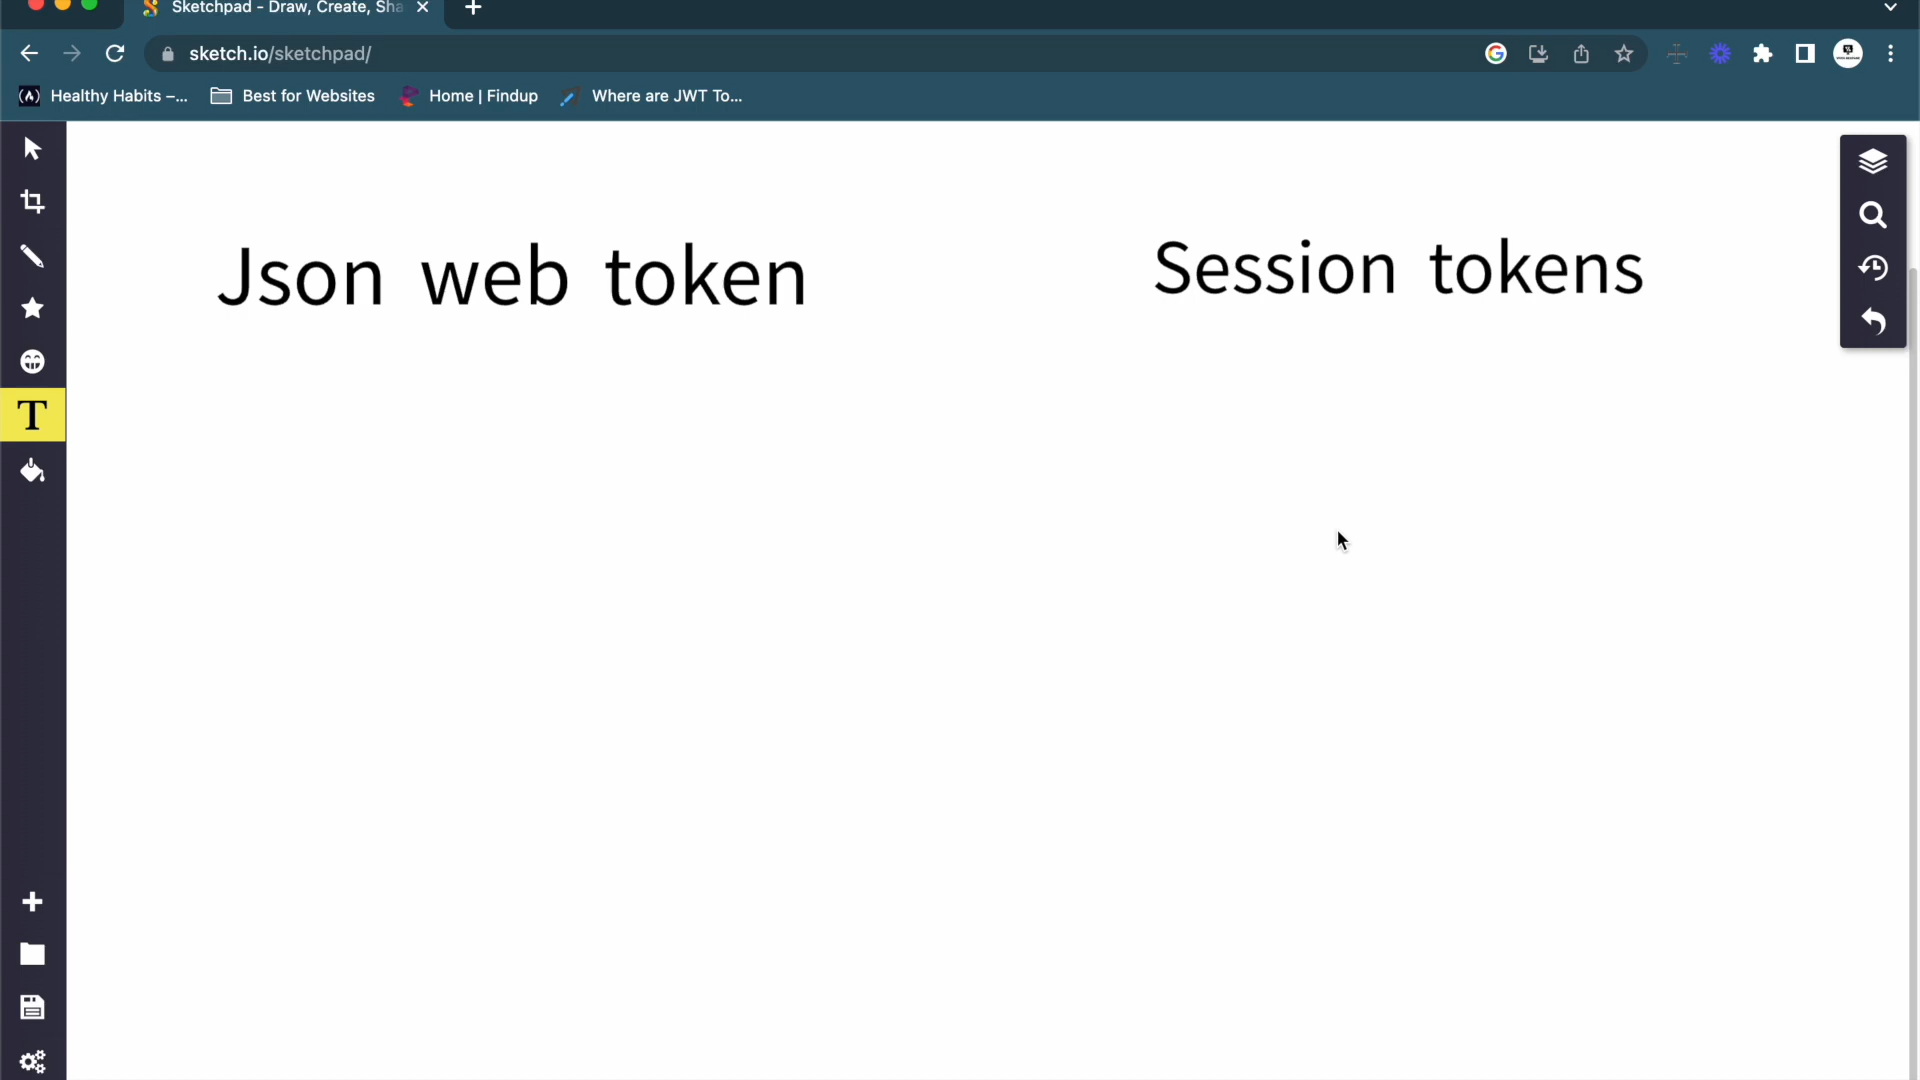 Sketchpad - Draw, Create, Sha
sketch.io/sketchpad/
Healthy Habits –...
Best for Websites
Home | Findup
Where are JWT To...
Json web token
Session tokens
T